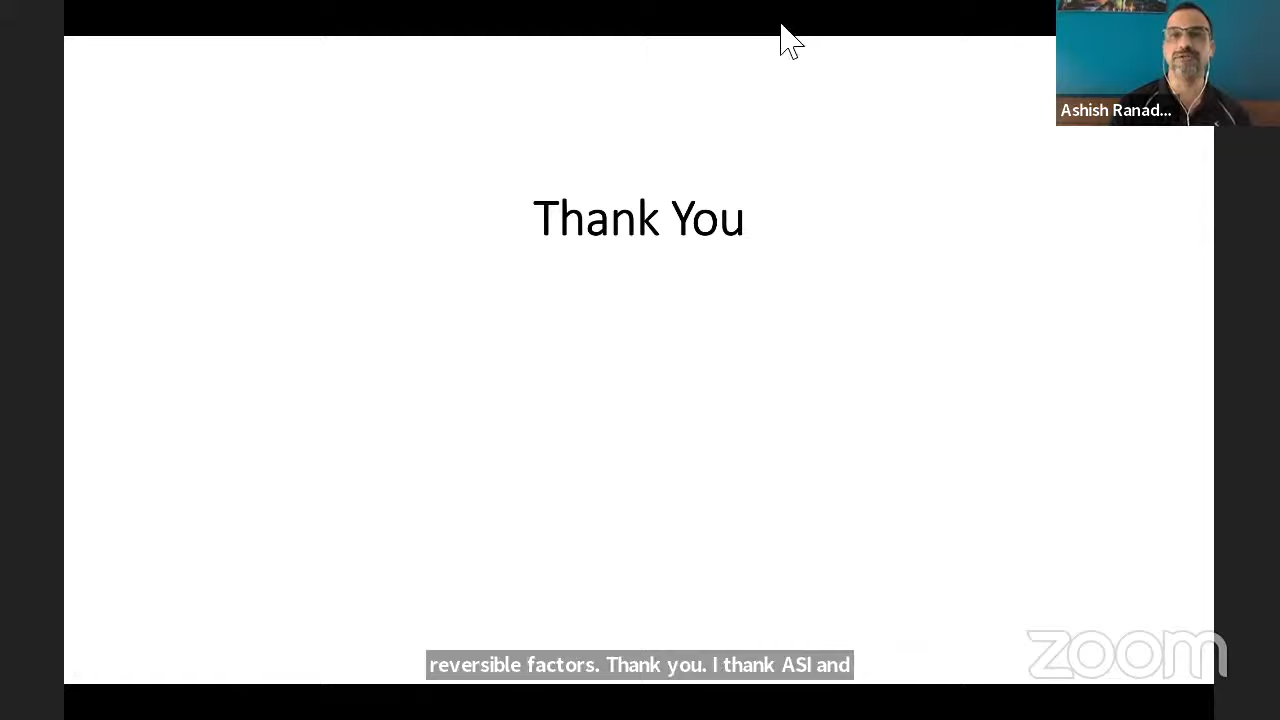 Ashish Ranad...
Thank You
reversible factors. Thank you. I thank ASI and
zoom